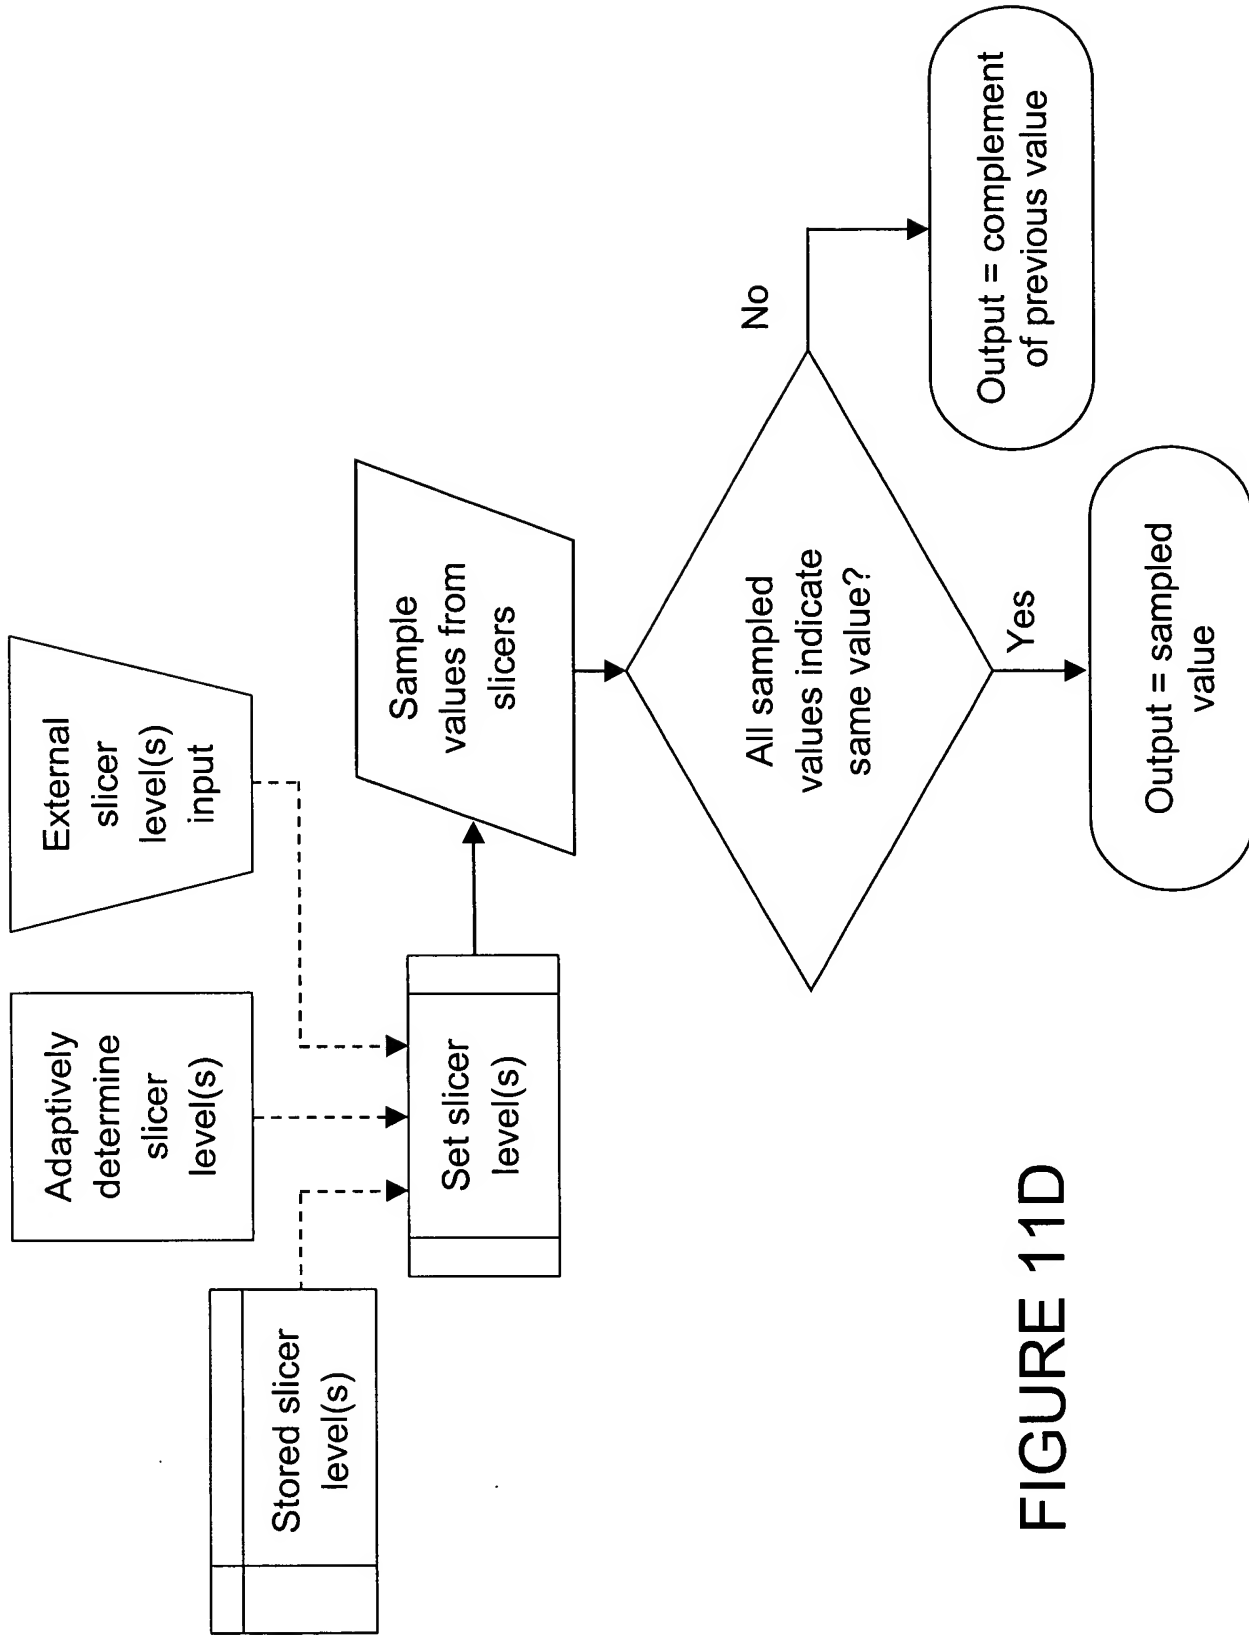 Stored slicer
level(s)
Adaptively
determine
slicer
level(s)
External
slicer
level(s)
input
Set slicer
level(s)
Sample
values from
slicers
All sampled
values indicate
same value?
No
Yes
Output = complement
of previous value
Output = sampled
value
FIGURE 11D